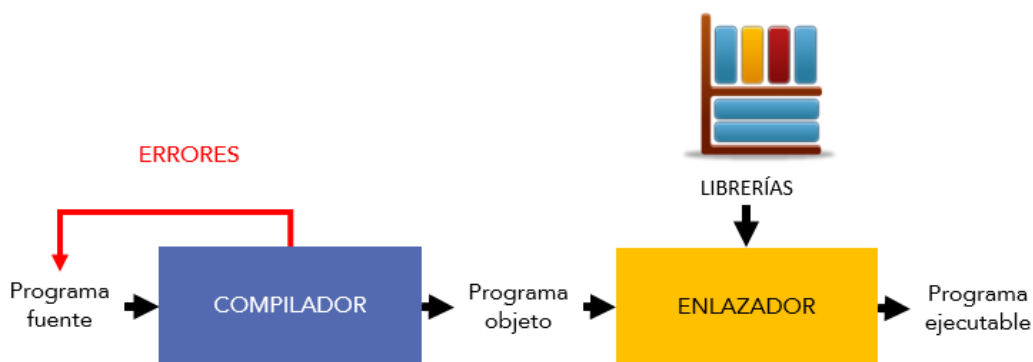 ERRORES
LIBRERÍAS
Programa
fuente
COMPILADOR
Programa
objeto
ENLAZADOR
Programa
ejecutable